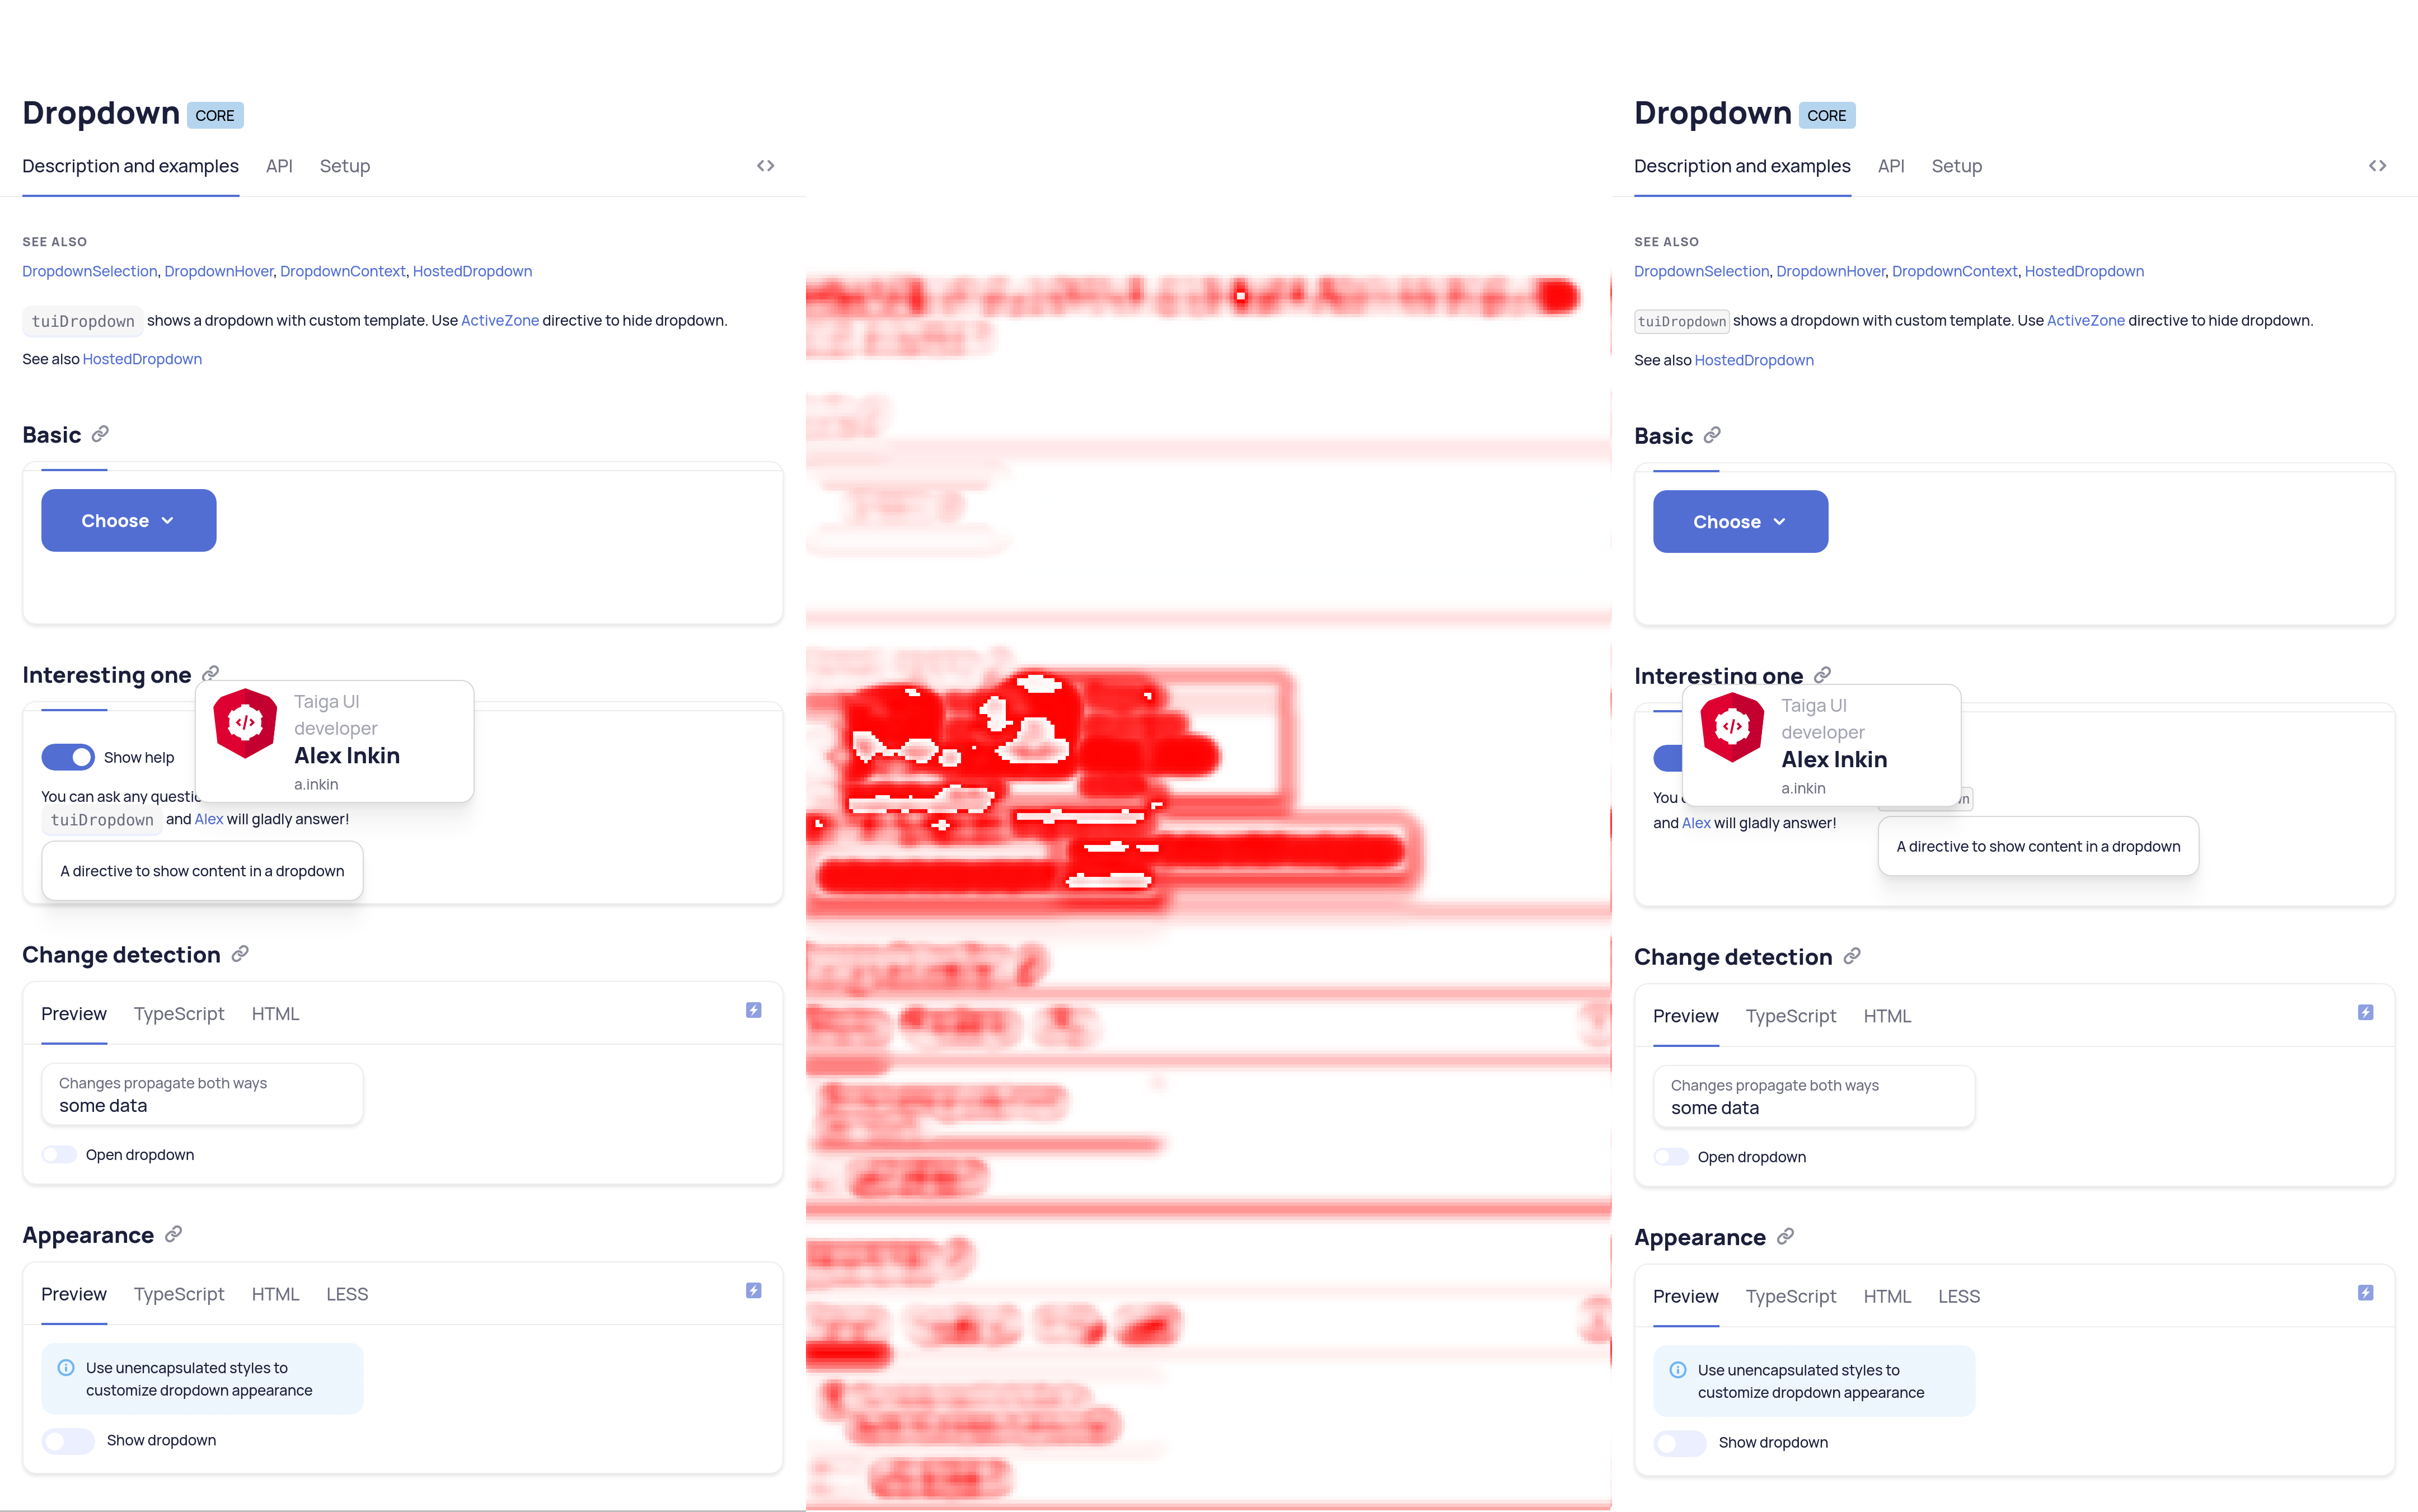 Dropdown CORE
Description and examples API Setup
SEE ALSO
DropdownSelection, DropdownHover, DropdownContext, HostedDropdown
tuiDropdown shows a dropdown with custom template. Use ActiveZone directive to hide dropdown.
See also HostedDropdown
Basic
Choose
Interesting one
Taiga UI
developer
Alex Inkin
a.inkin
Show help
You can ask any questio
tuiDropdown and Alex will gladly answer!
A directive to show content in a dropdown
Change detection
Preview TypeScript HTML
Changes propagate both ways
some data
Open dropdown
Appearance
Preview TypeScript HTML LESS
Use unencapsulated styles to
customize dropdown appearance
Show dropdown
Dropdown CORE
Description and examples API Setup
SEE ALSO
DropdownSelection, DropdownHover, DropdownContext, HostedDropdown
tuiDropdown shows a dropdown with custom template. Use ActiveZone directive to hide dropdown.
See also HostedDropdown
Basic
Choose
Interesting one
Taiga UI
developer
Alex Inkin
a.inkin
You
and Alex will gladly answer!
A directive to show content in a dropdown
Change detection
Preview TypeScript HTML
Changes propagate both ways
some data
Open dropdown
Appearance
Preview TypeScript HTML LESS
Use unencapsulated styles to
customize dropdown appearance
Show dropdown